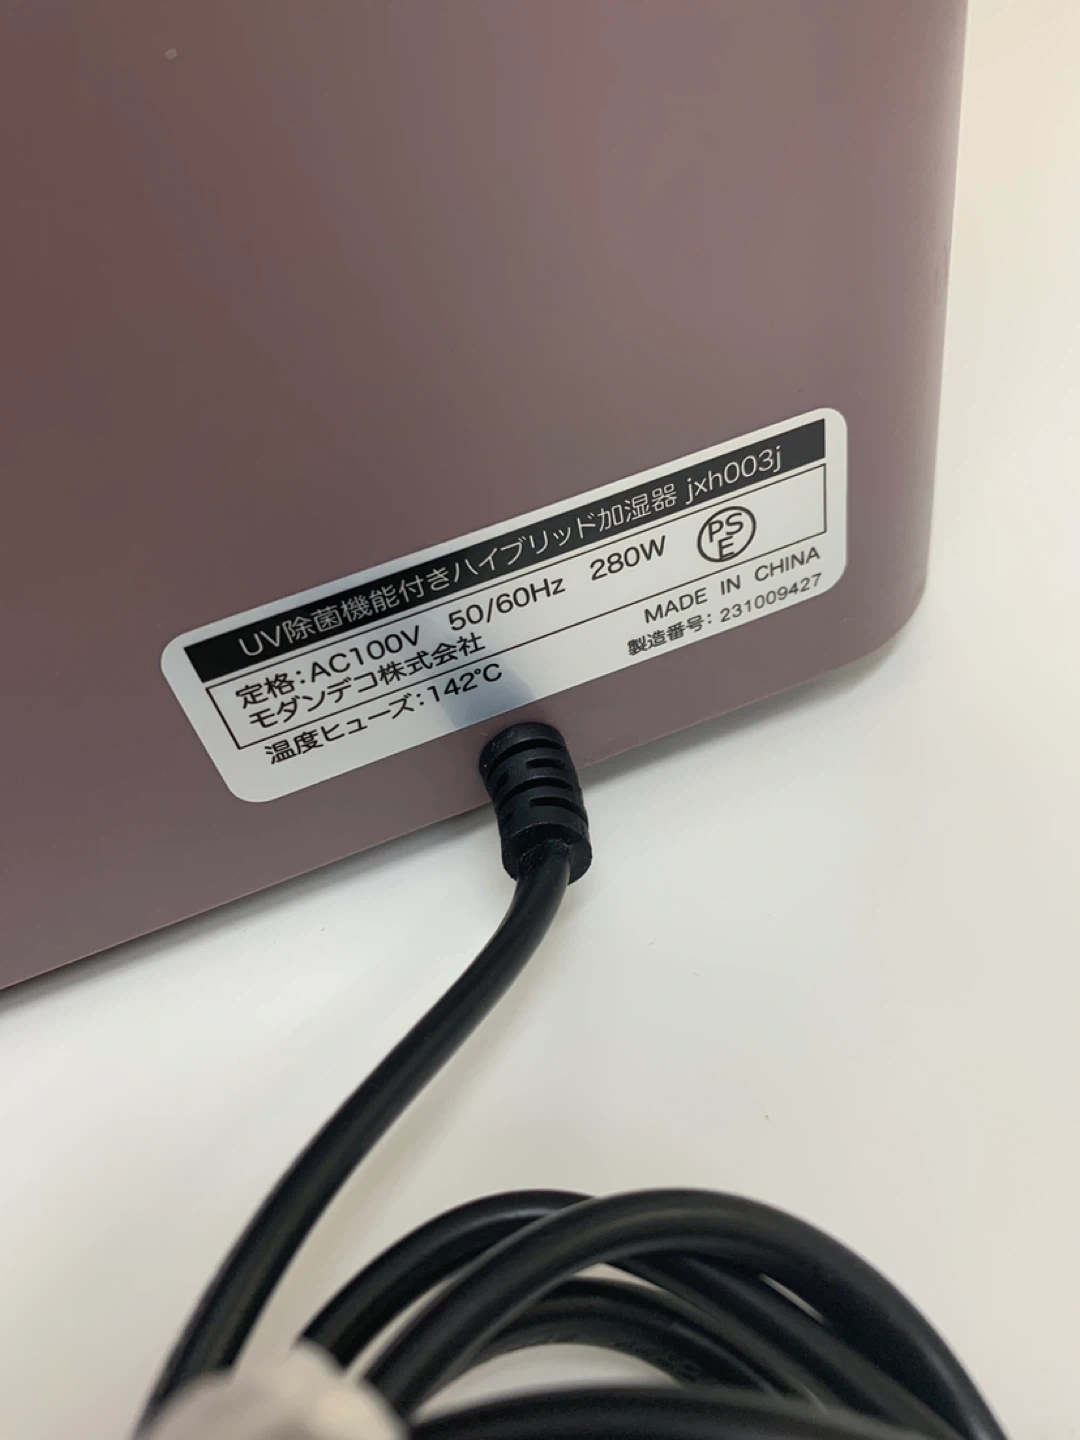 UV除菌機能付きハイブリッド加湿器 jxh003j
定格:AC100V 50/60Hz 280W
PSE
モダンデコ株式会社
MADE IN CHINA
温度ヒューズ:142℃
製造番号:231009427